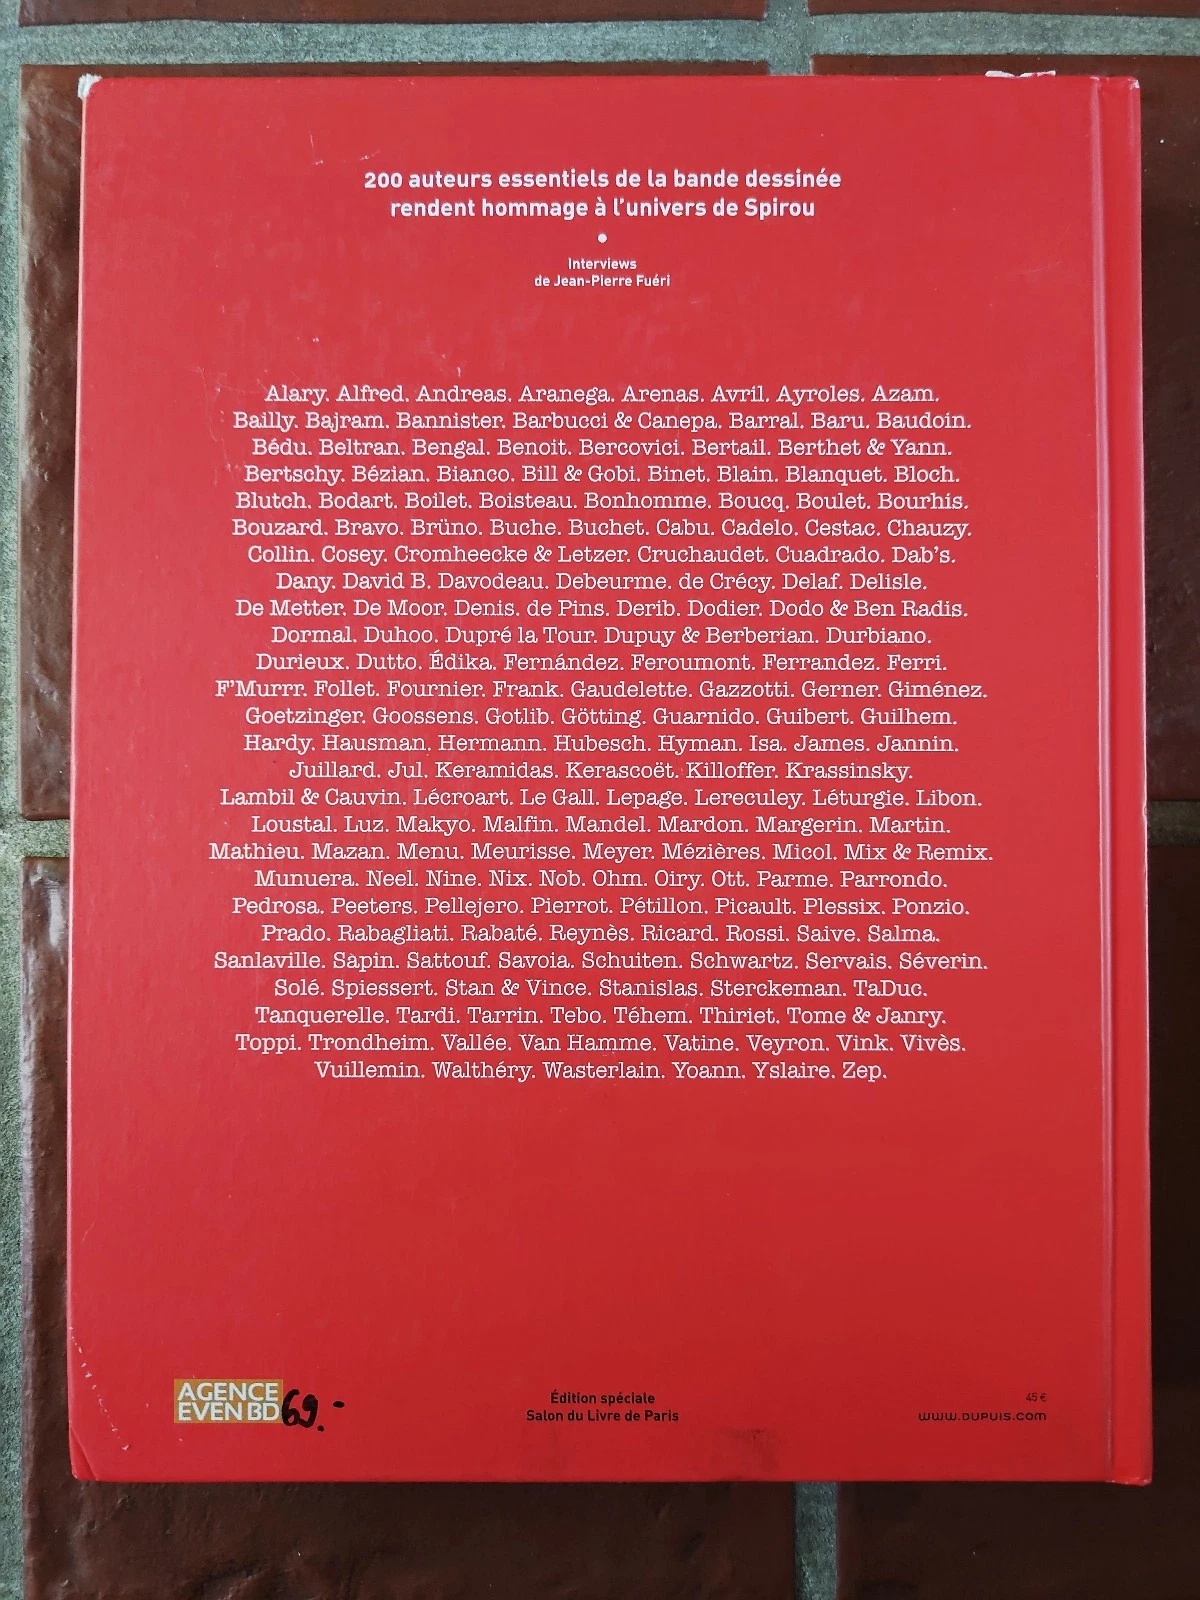 200 auteurs essentiels de la bande dessinée
rendent hommage à l'univers de Spirou
•
Interviews
de Jean-Pierre Fuéri
Alary. Alfred. Andreas. Aranega. Arenas. Avril. Ayroles. Azam.
Bailly. Bajram. Bannister. Barbucci & Canepa. Barral. Baru. Baudoin.
Bédu. Beltran. Bengal. Benoit. Bercovici. Bertail. Berthet & Yann.
Bertschy. Bézian. Bianco. Bill & Gobi. Binet. Blain. Blanquet. Bloch.
Blutch. Bodart. Boilet. Boisteau. Bonhomme. Boucq. Boulet. Bourhis.
Bouzard. Bravo. Brüno. Buche. Buchet. Cabu. Cadelo. Cestac. Chauzy.
Collin. Cosey. Cromheecke & Letzer. Cruchaudet. Cuadrado. Dab's.
Dany. David B. Davodeau. Debeurme. de Crécy. Delaf. Delisle.
De Metter. De Moor. Denis. de Pins. Derib. Dodier. Dodo & Ben Radis.
Dormal. Duhoo. Dupré la Tour. Dupuy & Berberian. Durbiano.
Durieux. Dutto. Édika. Fernández. Feroumont. Ferrandez. Ferri.
F'Murrr. Follet. Fournier. Frank. Gaudelette. Gazzotti. Gerner. Giménez.
Goetzinger. Goossens. Gotlib. Götting. Guarnido. Guibert. Guilhem.
Hardy. Hausman. Hermann. Hubesch. Hyman. Isa. James. Jannin.
Juillard. Jul. Keramidas. Kerascoët. Killoffer. Krassinsky.
Lambil & Cauvin. Lécroart. Le Gall. Lepage. Lereculey. Léturgie. Libon.
Loustal. Luz. Makyo. Malfin. Mandel. Mardon. Margerin. Martin.
Mathieu. Mazan. Menu. Meurisse. Meyer. Mézières. Micol. Mix & Remix.
Munuera. Neel. Nine. Nix. Nob. Ohm. Oiry. Ott. Parme. Parrondo.
Pedrosa. Peeters. Pellejero. Pierrot. Pétillon. Picault. Plessix. Ponzio.
Prado. Rabagliati. Rabaté. Reynès. Ricard. Rossi. Saive. Salma.
Sanlaville. Sapin. Sattouf. Savoia. Schuiten. Schwartz. Servais. Séverin.
Solé. Spiessert. Stan & Vince. Stanislas. Sterckeman. TaDuc.
Tanquerelle. Tardi. Tarrin. Tebo. Téhem. Thiriet. Tome & Janry.
Toppi. Trondheim. Vallée. Van Hamme. Vatine. Veyron. Vink. Vivès.
Vuillemin. Walthéry. Wasterlain. Yoann. Yslaire. Zep.
AGENCE
EVEN BD
69.-
Édition spéciale
Salon du Livre de Paris
45 €
WWW.DUPUIS.COM